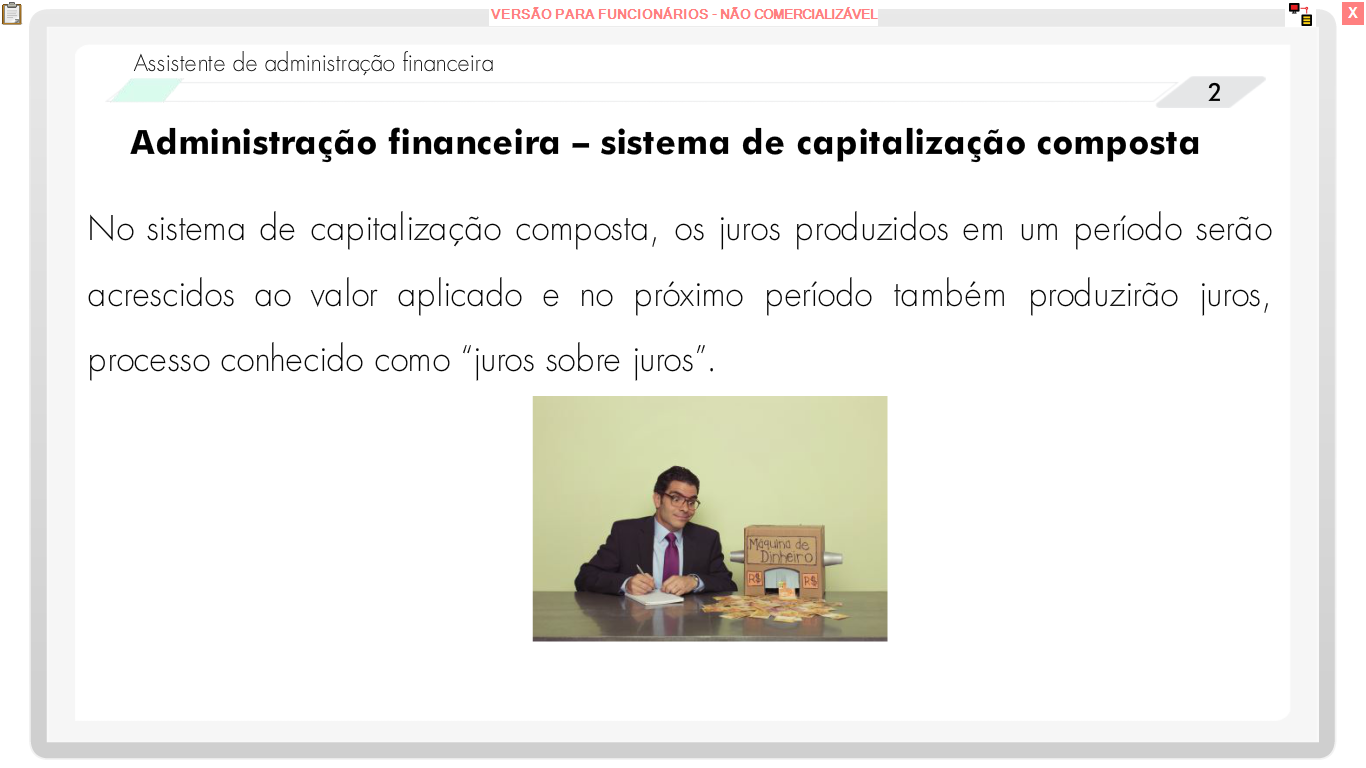 VERSÃO PARA FUNCIONÁRIOS - NÃO COMERCIALIZÁVEL
X
Assistente de administração financeira
2
Administração financeira – sistema de capitalização composta
No sistema de capitalização composta, os juros produzidos em um período serão
acrescidos ao valor aplicado e no próximo período também produzirão juros,
processo conhecido como “juros sobre juros”.
Máquina de
Dinheiro
R$ R$